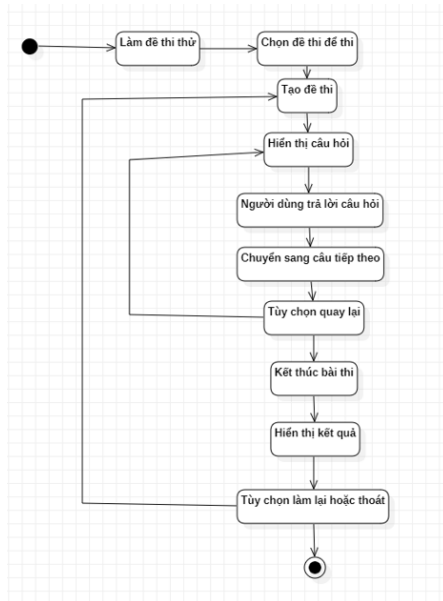 Làm đề thi thử
Chọn đề thi để thi
Tạo đề thi
Hiển thị câu hỏi
Người dùng trả lời câu hỏi
Chuyển sang câu tiếp theo
Tùy chọn quay lại
Kết thúc bài thi
Hiển thị kết quả
Tùy chọn làm lại hoặc thoát